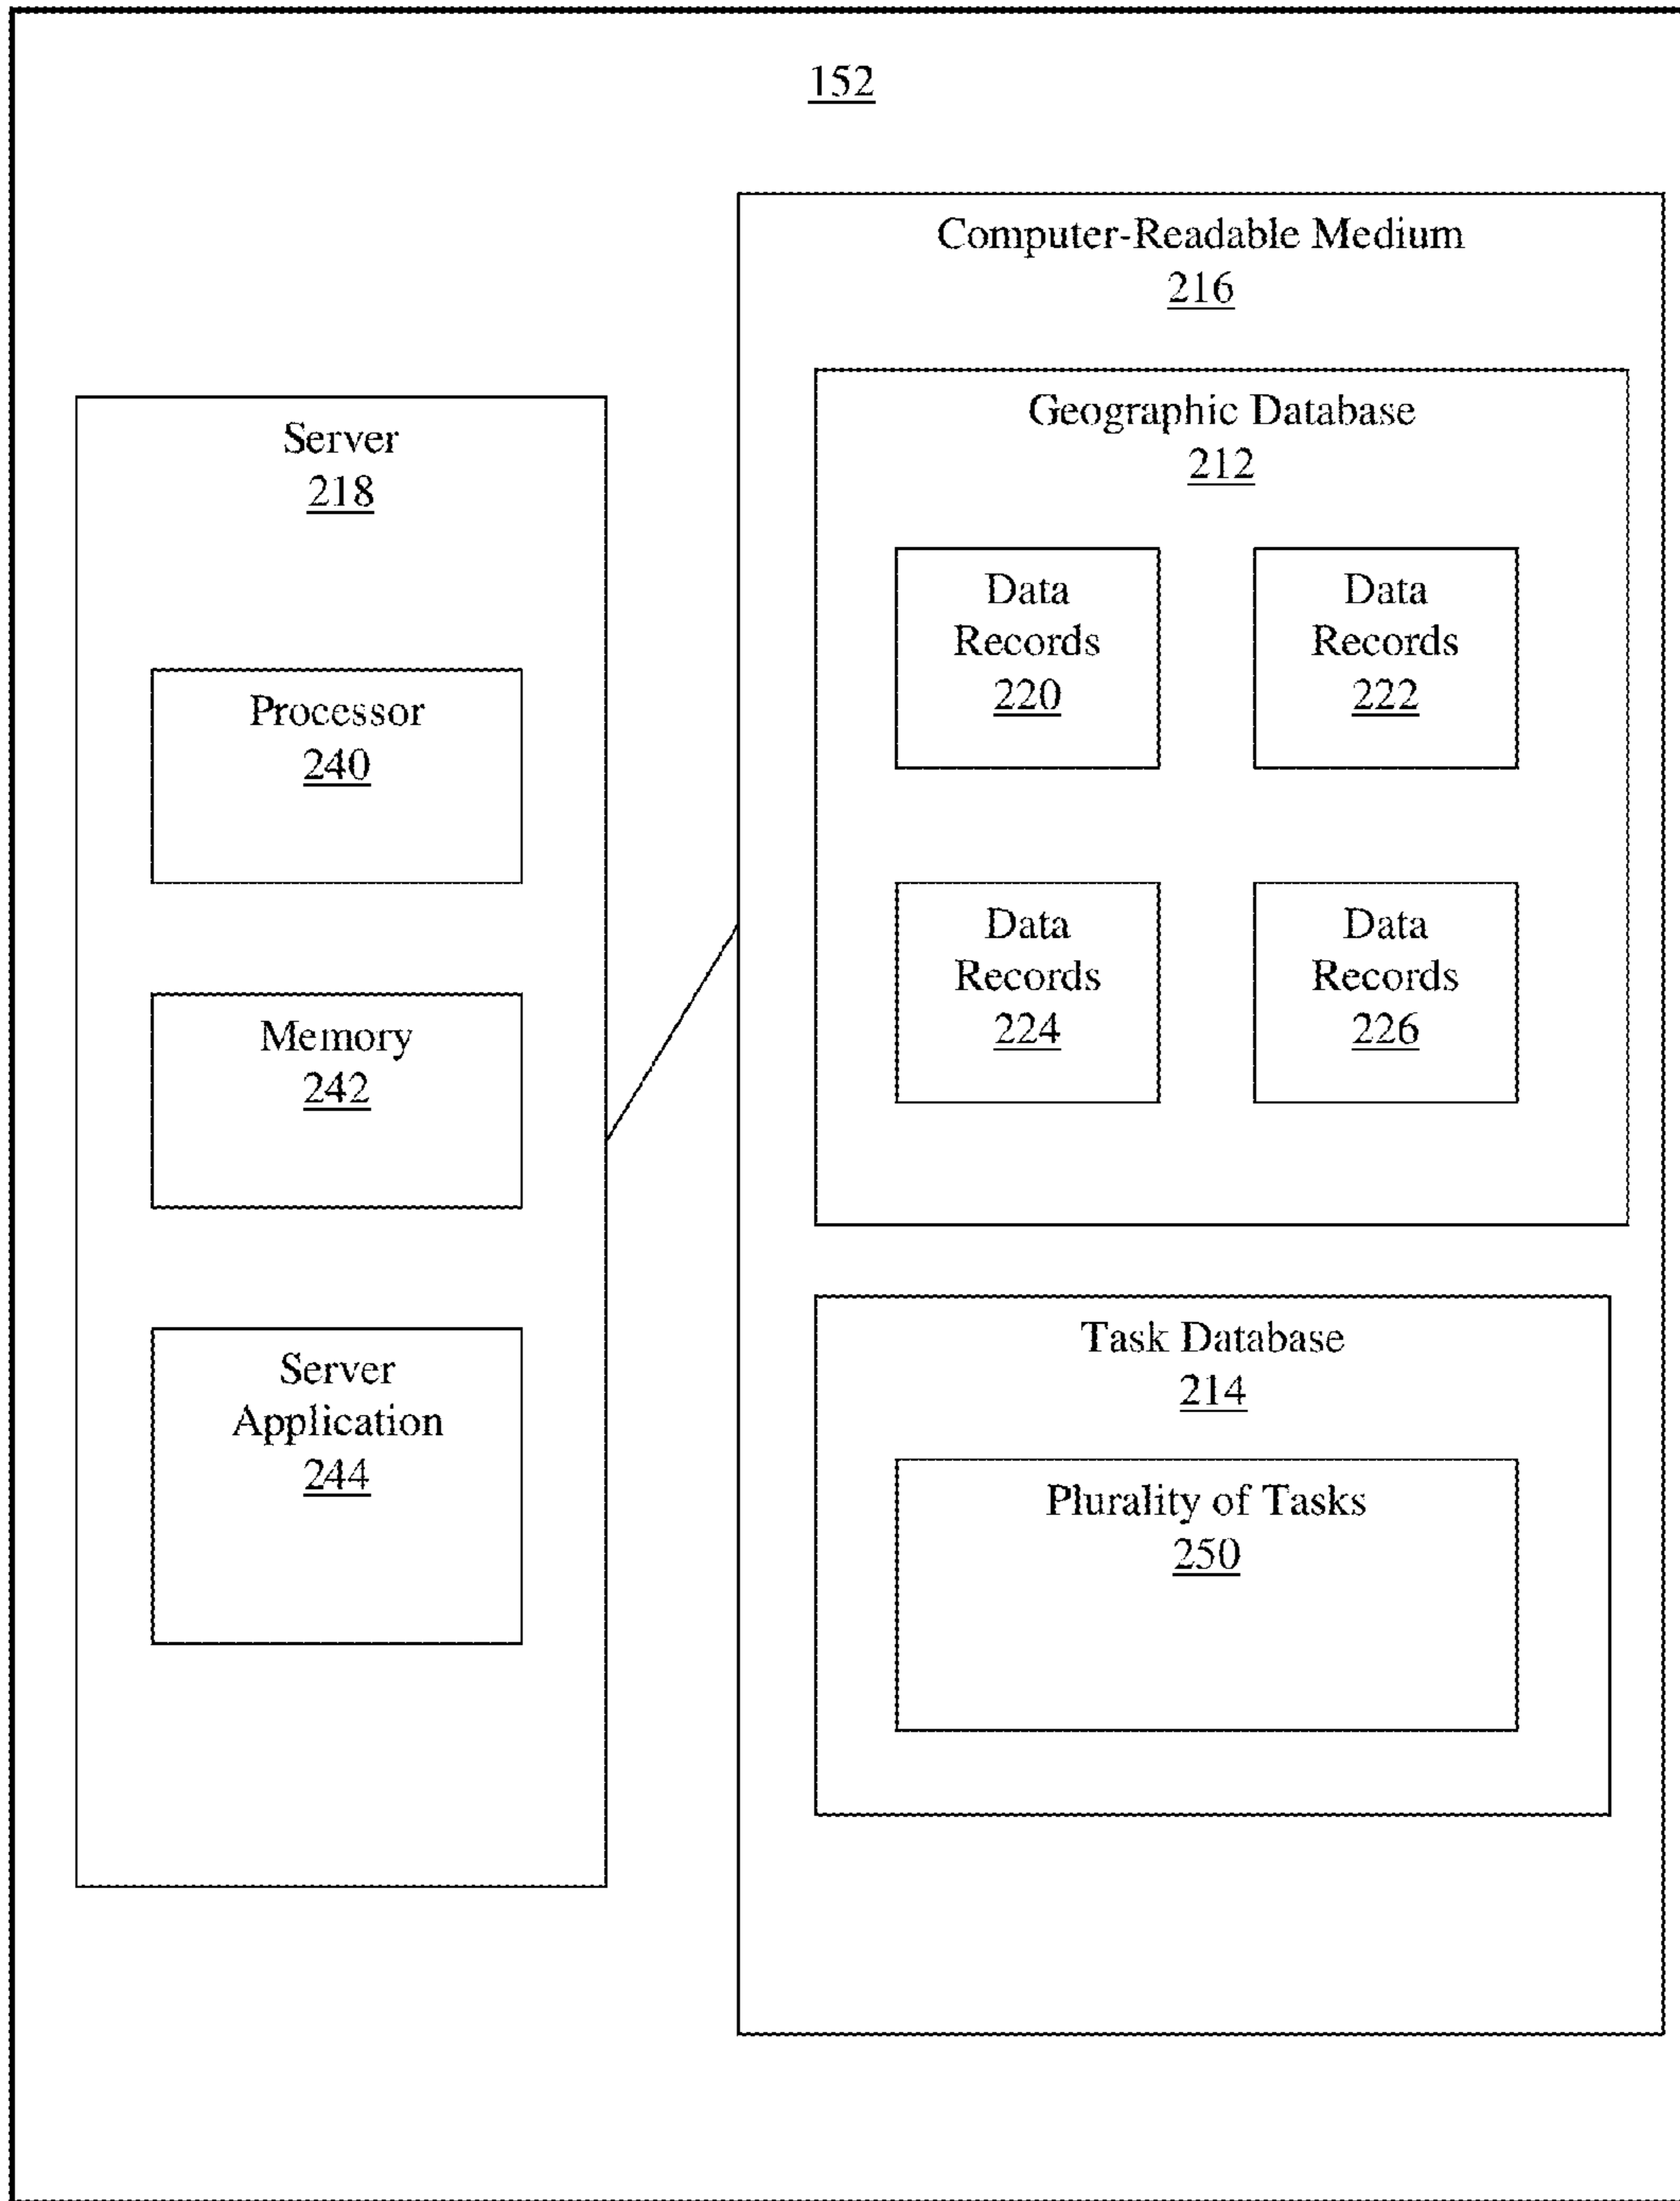 152
Server
218
Processor
240
Memory
242
Server
Application
244
Computer-Readable Medium
216
Geographic Database
212
Data
Records
220
Data
Records
222
Data
Records
224
Data
Records
226
Task Database
214
Plurality of Tasks
250